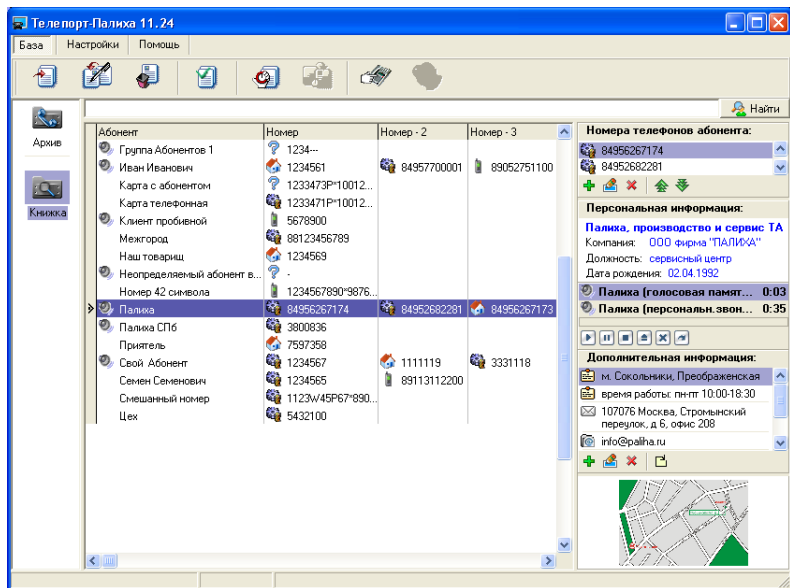 Телепорт-Палиха 11.24
База Настройки Помощь
Найти
Архив
Книжка
Абонент Номер Номер - 2 Номер - 3
Группа Абонентов 1 1234---
Иван Иванович 1234561 84957700001 89052751100
Карта с абонентом 1233473P*10012...
Карта телефонная 1233471P*10012...
Клиент пробивной 5678900
Межгород 88123456789
Наш товарищ 1234569
Неопределяемый абонент в... -
Номер 42 символа 1234567890*9876...
Палиха 84956267174 84952682281 84956267173
Палиха СПб 3800836
Приятель 7597358
Свой Абонент 1234567 1111119 3331118
Семен Семенович 1234565 89113112200
Смешанный номер 1123W45P67*890...
Цех 5432100
Номера телефонов абонента:
84956267174
84952682281
Персональная информация:
Палиха, производство и сервис ТА
Компания: ООО фирма "ПАЛИХА"
Должность: сервисный центр
Дата рождения: 02.04.1992
Палиха (голосовая памят... 0:03
Палиха (персональн.звон... 0:35
Дополнительная информация:
м. Сокольники, Преображенская
время работы: пн-пт 10:00-18:30
107076 Москва, Стромынский
переулок, д 6, офис 208
info@paliha.ru